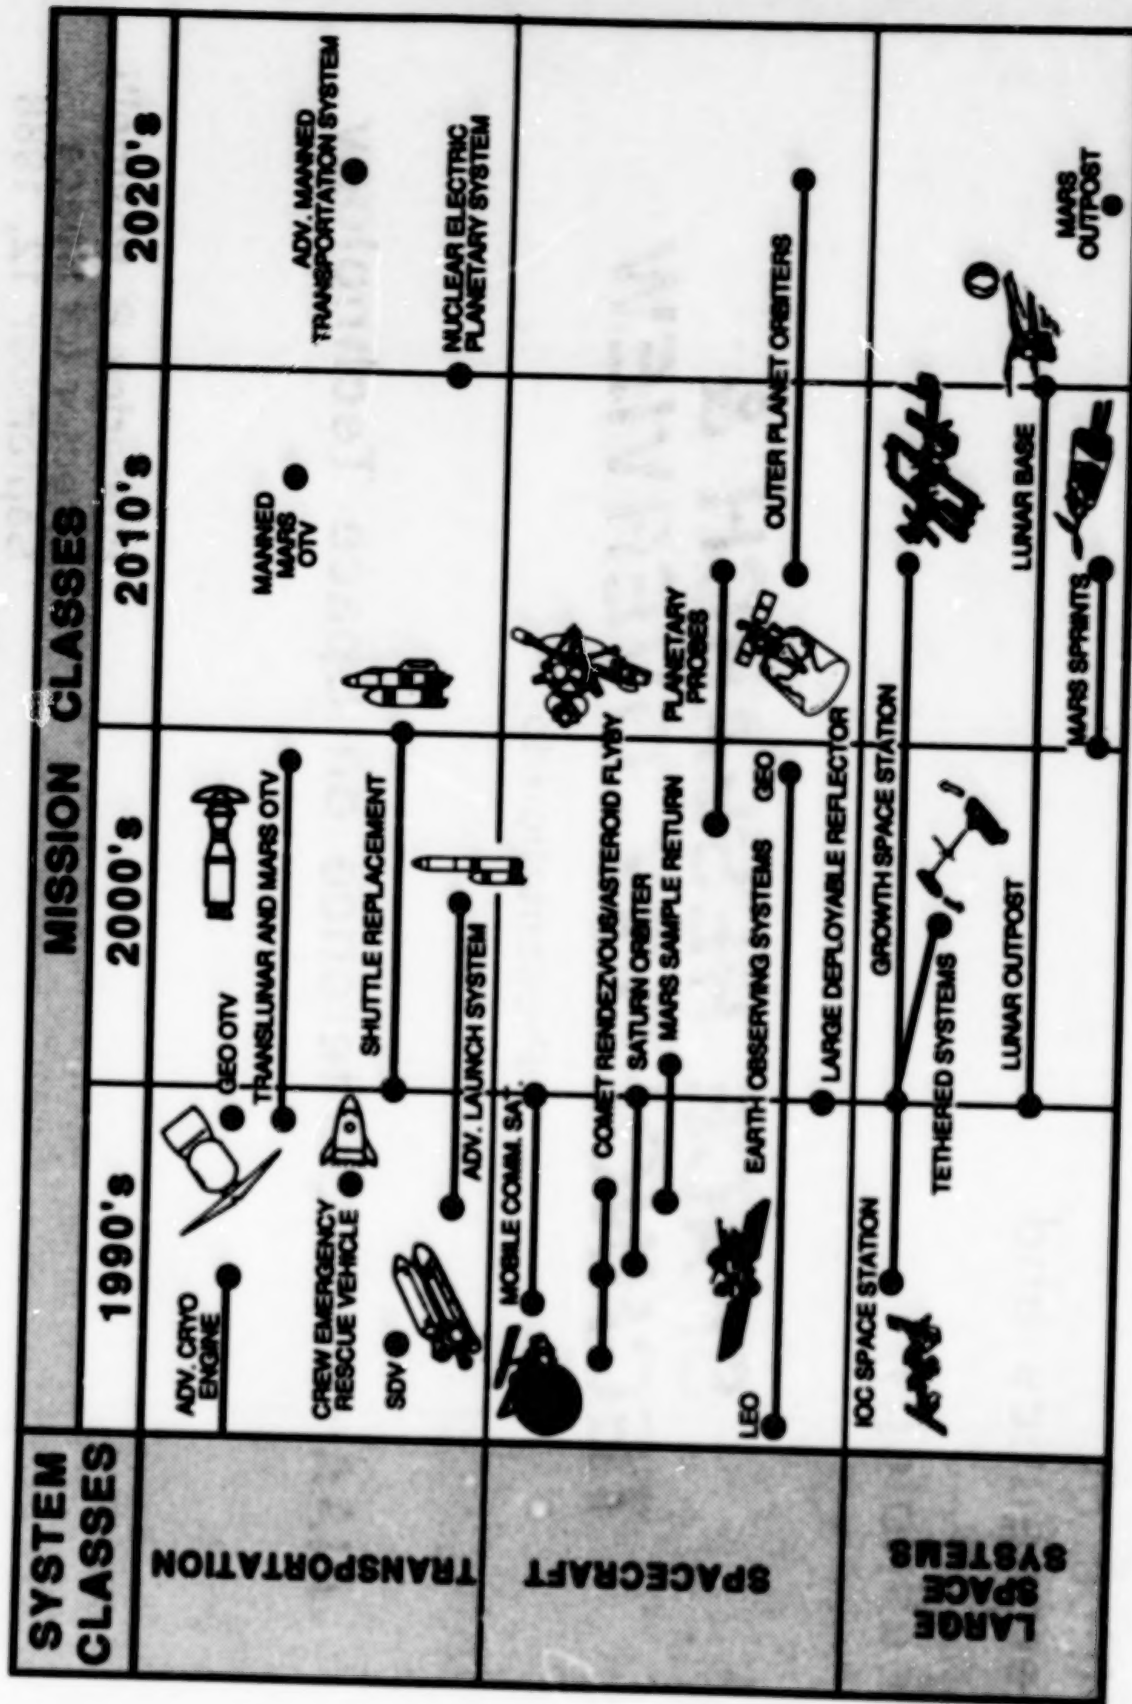 MISSION CLASSES
SYSTEM
CLASSES
1990's
2000's
2010's
2020's
TRANSPORTATION
ADV. CRYO
ENGINE
GEO OTV
TRANSLUNAR AND MARS OTV
MANNED
MARS
OTV
ADV. MANNED
TRANSPORTATION SYSTEM
CREW EMERGENCY
RESCUE VEHICLE
SHUTTLE REPLACEMENT
SDV
ADV. LAUNCH SYSTEM
NUCLEAR ELECTRIC
PLANETARY SYSTEM
SPACECRAFT
MOBILE COMM. SAT.
COMET RENDEZVOUS/ASTEROID FLYBY
SATURN ORBITER
MARS SAMPLE RETURN
PLANETARY
PROBES
LEO
EARTH OBSERVING SYSTEMS
GEO
OUTER PLANET ORBITERS
LARGE DEPLOYABLE REFLECTOR
LARGE
SPACE
SYSTEMS
IOC SPACE STATION
GROWTH SPACE STATION
TETHERED SYSTEMS
LUNAR OUTPOST
LUNAR BASE
MARS SPRINTS
MARS
OUTPOST